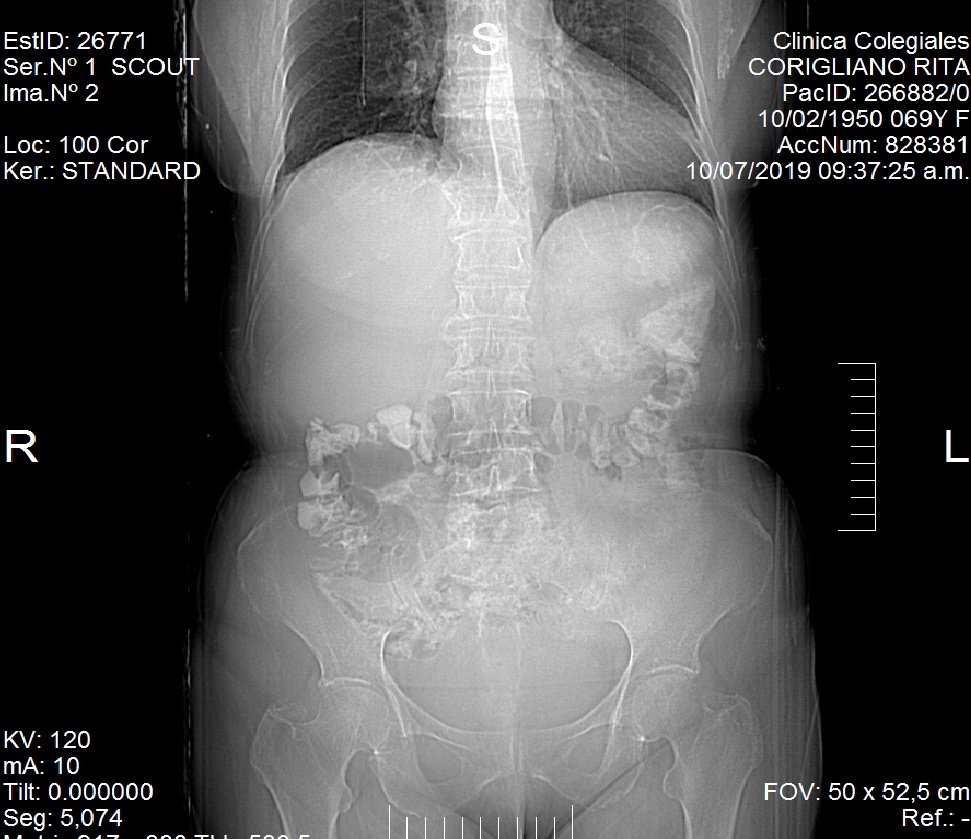 S
EstID: 26771
Ser.Nº 1 SCOUT
Ima.Nº 2
Loc: 100 Cor
Ker.: STANDARD
Clinica Colegiales
CORIGLIANO RITA
PacID: 266882/0
10/02/1950 069Y F
AccNum: 828381
10/07/2019 09:37:25 a.m.
R
L
KV: 120
mA: 10
Tilt: 0.000000
Seg: 5,074
FOV: 50 x 52,5 cm
Ref.: -